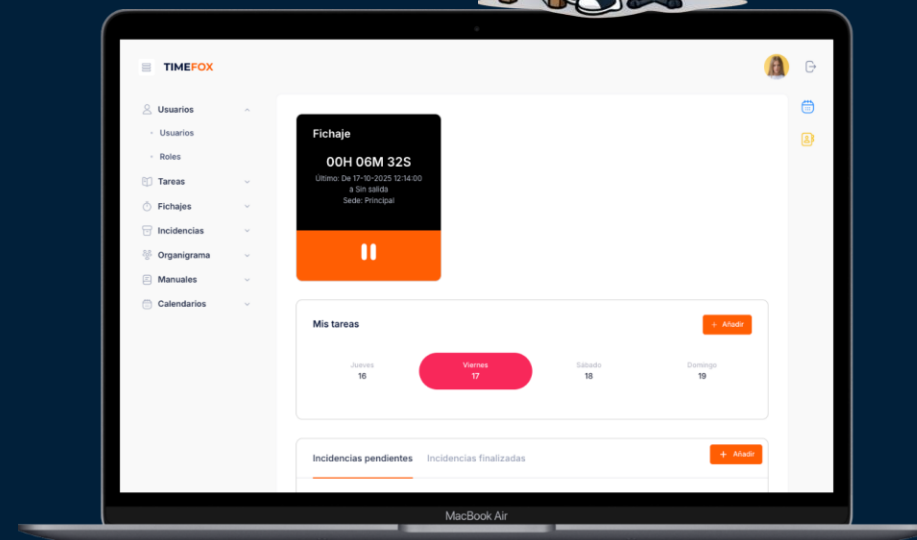 TIMEFOX
Usuarios
Usuarios
Roles
Tareas
Fichajes
Incidencias
Organigrama
Manuales
Calendarios
Fichaje
00H 06M 32S
Último: De 17-10-2025 12:14:00
a Sin salida
Sede: Principal
Mis tareas
+ Añadir
Jueves
16
Viernes
17
Sábado
18
Domingo
19
Incidencias pendientes Incidencias finalizadas
+ Añadir
MacBook Air